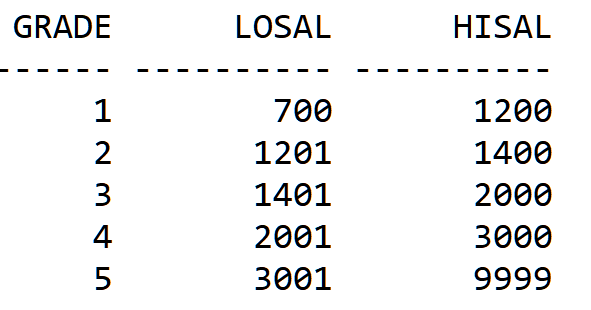 GRADE LOSAL HISAL
------ ---------- ----------
1 700 1200
2 1201 1400
3 1401 2000
4 2001 3000
5 3001 9999